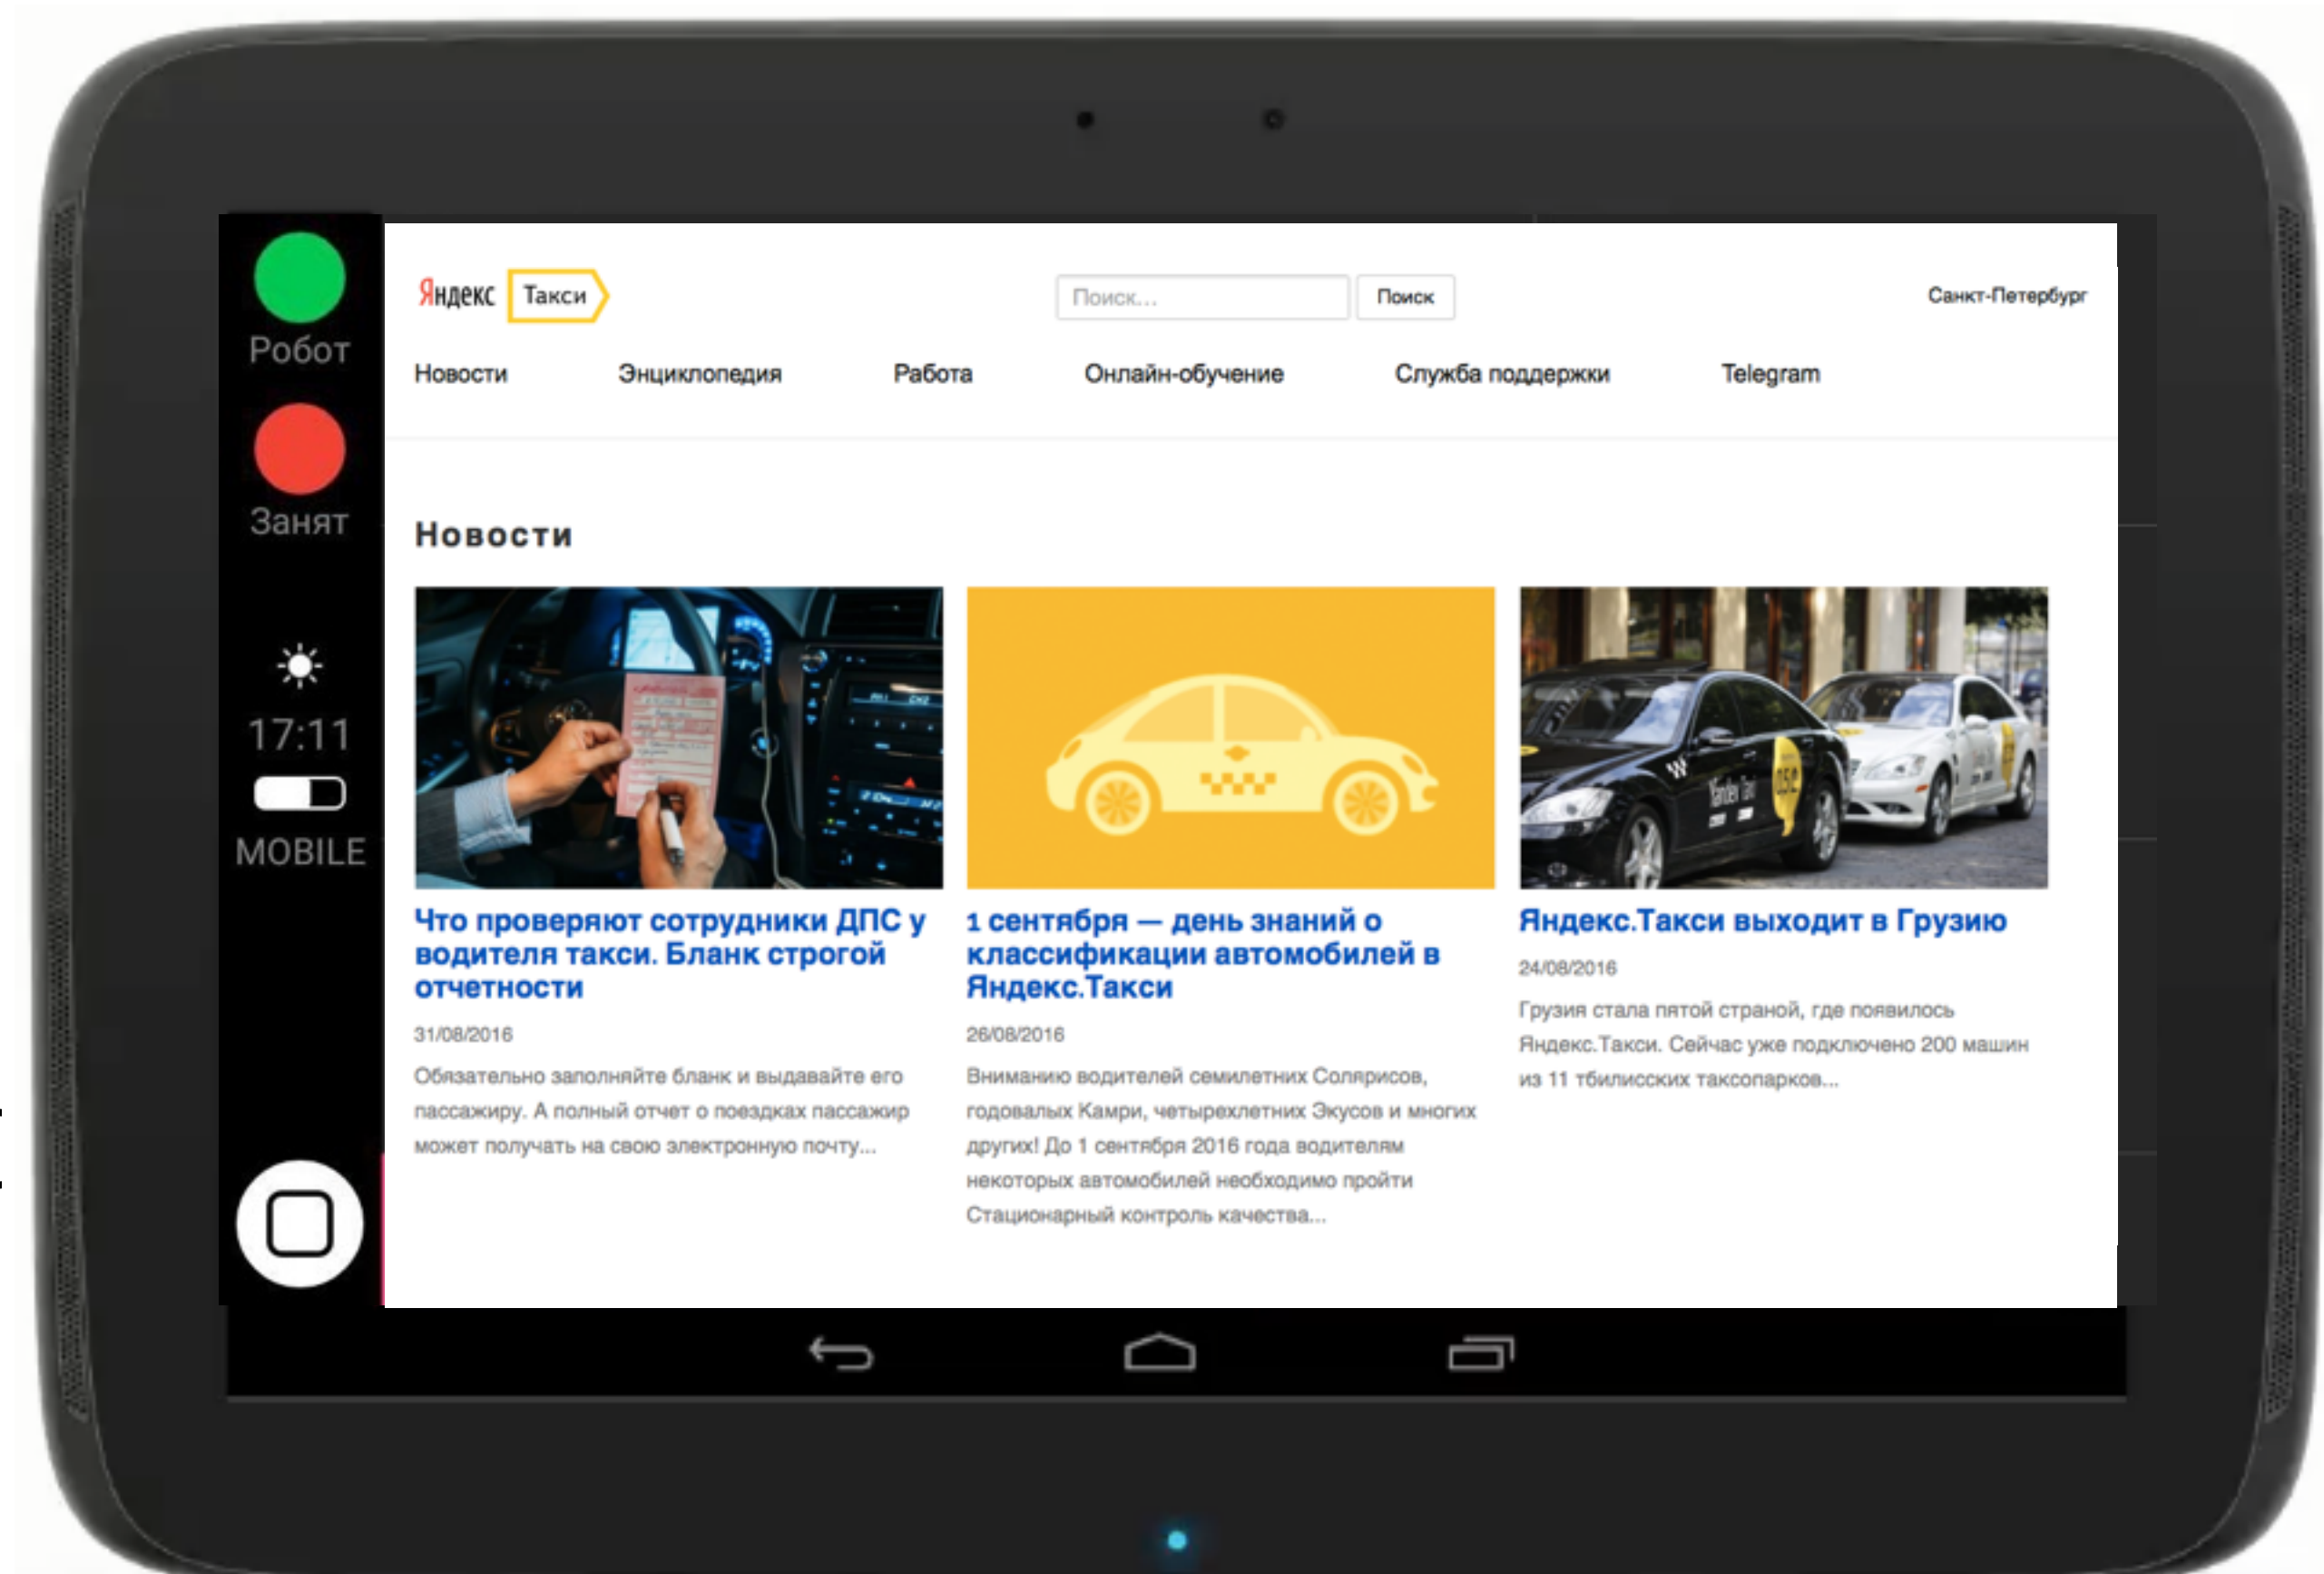 Робот
Занят
17:11
MOBILE
Яндекс Такси
Поиск... Поиск
Санкт-Петербург
Новости Энциклопедия Работа Онлайн-обучение Служба поддержки Telegram
Новости
Что проверяют сотрудники ДПС у
водителя такси. Бланк строгой
отчетности
31/08/2016
Обязательно заполняйте бланк и выдавайте его
пассажиру. А полный отчет о поездках пассажир
может получать на свою электронную почту...
1 сентября — день знаний о
классификации автомобилей в
Яндекс.Такси
26/08/2016
Вниманию водителей семилетних Солярисов,
годовалых Камри, четырехлетних Экусов и многих
других! До 1 сентября 2016 года водителям
некоторых автомобилей необходимо пройти
Стационарный контроль качества...
Yandex Taxi
Яндекс.Такси выходит в Грузию
24/08/2016
Грузия стала пятой страной, где появилось
Яндекс.Такси. Сейчас уже подключено 200 машин
из 11 тбилисских таксопарков...